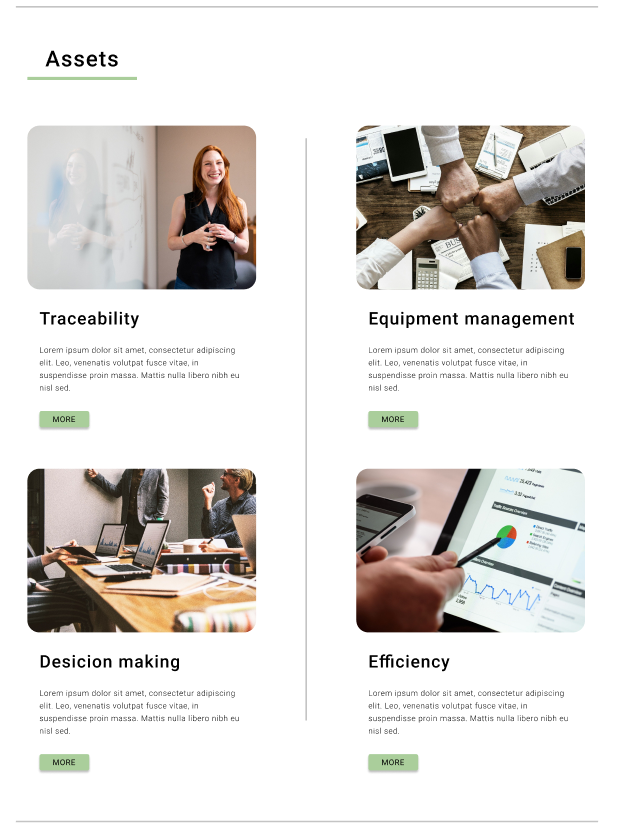 Assets
Traceability
Lorem ipsum dolor sit amet, consectetur adipiscing
elit. Leo, venenatis volutpat fusce vitae, in
suspendisse proin massa. Mattis nulla libero nibh eu
nisl sed.
MORE
Equipment management
Lorem ipsum dolor sit amet, consectetur adipiscing
elit. Leo, venenatis volutpat fusce vitae, in
suspendisse proin massa. Mattis nulla libero nibh eu
nisl sed.
MORE
Desicion making
Lorem ipsum dolor sit amet, consectetur adipiscing
elit. Leo, venenatis volutpat fusce vitae, in
suspendisse proin massa. Mattis nulla libero nibh eu
nisl sed.
MORE
Efficiency
Lorem ipsum dolor sit amet, consectetur adipiscing
elit. Leo, venenatis volutpat fusce vitae, in
suspendisse proin massa. Mattis nulla libero nibh eu
nisl sed.
MORE